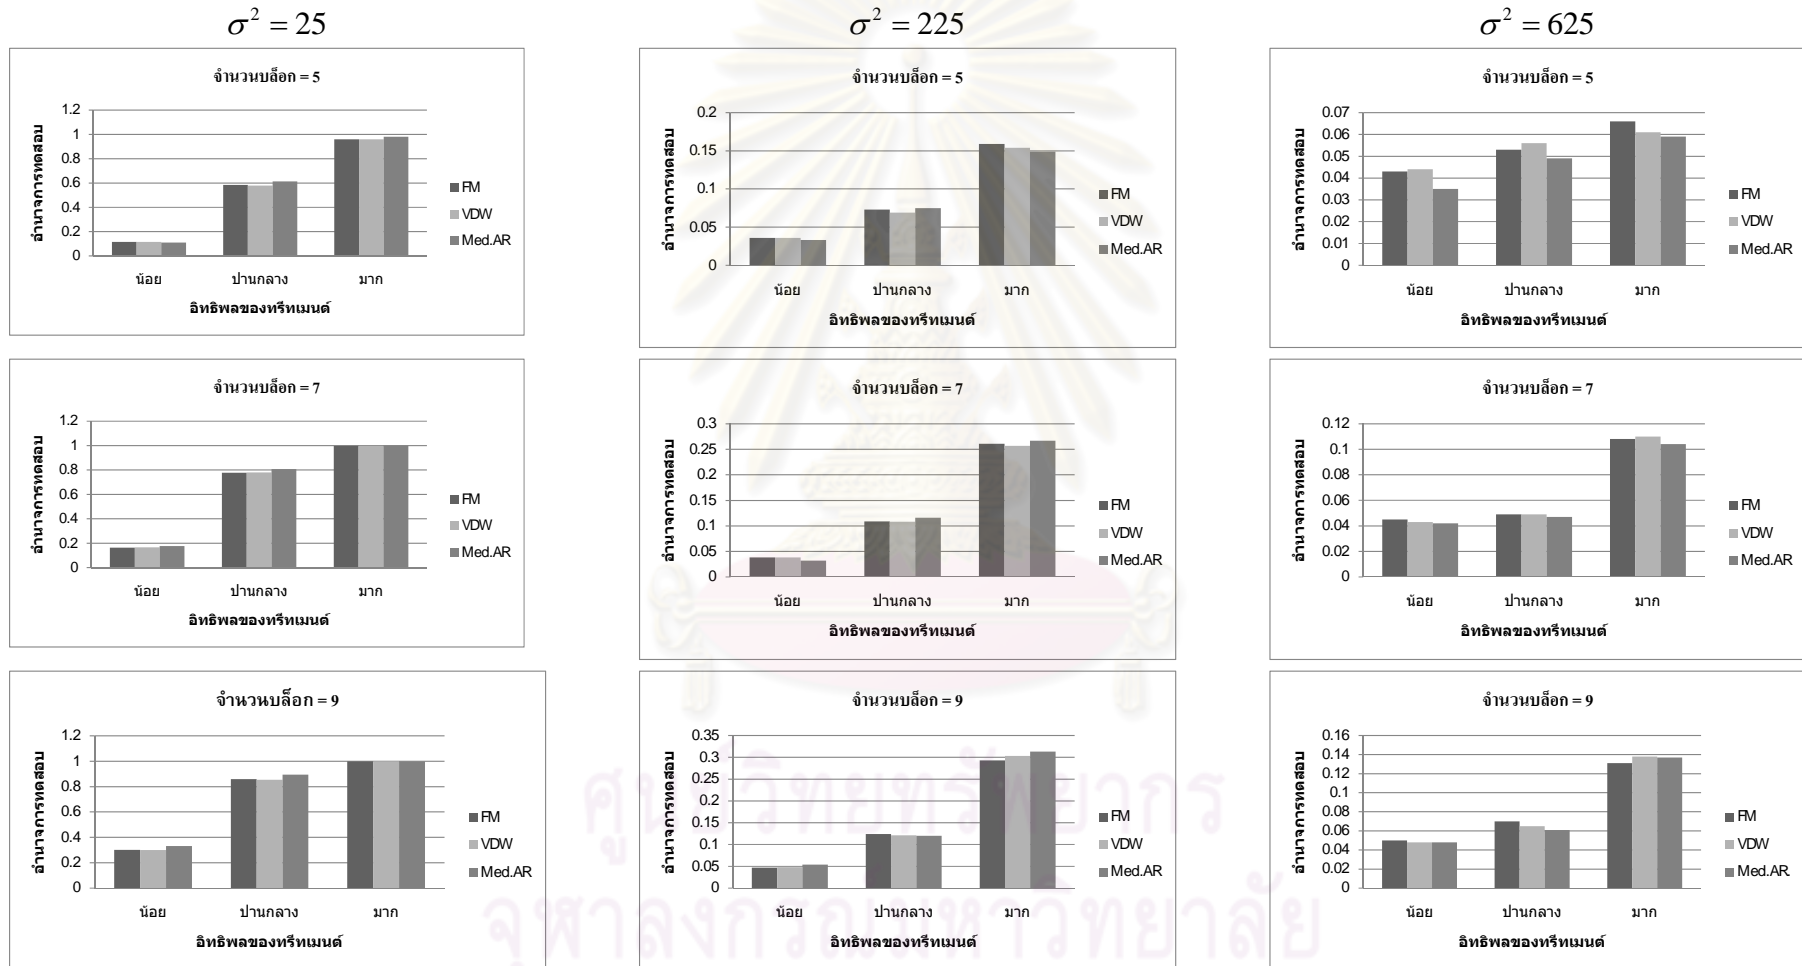 σ² = 25
σ² = 225
σ² = 625
จำนวนบล็อก = 5
อำนาจการทดสอบ
1.2
1
0.8
0.6
0.4
0.2
0
น้อย ปานกลาง มาก
อิทธิพลของทรีทเมนต์
FM
VDW
Med.AR
จำนวนบล็อก = 5
อำนาจการทดสอบ
0.2
0.15
0.1
0.05
0
น้อย ปานกลาง มาก
อิทธิพลของทรีทเมนต์
FM
VDW
Med.AR
จำนวนบล็อก = 5
อำนาจการทดสอบ
0.07
0.06
0.05
0.04
0.03
0.02
0.01
0
น้อย ปานกลาง มาก
อิทธิพลของทรีทเมนต์
FM
VDW
Med.AR
จำนวนบล็อก = 7
อำนาจการทดสอบ
1.2
1
0.8
0.6
0.4
0.2
0
น้อย ปานกลาง มาก
อิทธิพลของทรีทเมนต์
FM
VDW
Med.AR
จำนวนบล็อก = 7
อำนาจการทดสอบ
0.3
0.25
0.2
0.15
0.1
0.05
0
น้อย ปานกลาง มาก
อิทธิพลของทรีทเมนต์
FM
VDW
Med.AR
จำนวนบล็อก = 7
อำนาจการทดสอบ
0.12
0.1
0.08
0.06
0.04
0.02
0
น้อย ปานกลาง มาก
อิทธิพลของทรีทเมนต์
FM
VDW
Med.AR
จำนวนบล็อก = 9
อำนาจการทดสอบ
1.2
1
0.8
0.6
0.4
0.2
0
น้อย ปานกลาง มาก
อิทธิพลของทรีทเมนต์
FM
VDW
Med.AR
จำนวนบล็อก = 9
อำนาจการทดสอบ
0.35
0.3
0.25
0.2
0.15
0.1
0.05
0
น้อย ปานกลาง มาก
อิทธิพลของทรีทเมนต์
FM
VDW
Med.AR
จำนวนบล็อก = 9
อำนาจการทดสอบ
0.16
0.14
0.12
0.1
0.08
0.06
0.04
0.02
0
น้อย ปานกลาง มาก
อิทธิพลของทรีทเมนต์
FM
VDW
Med.AR
ศูนย์วิทยทรัพยากร
จุฬาลงกรณ์มหาวิทยาลัย